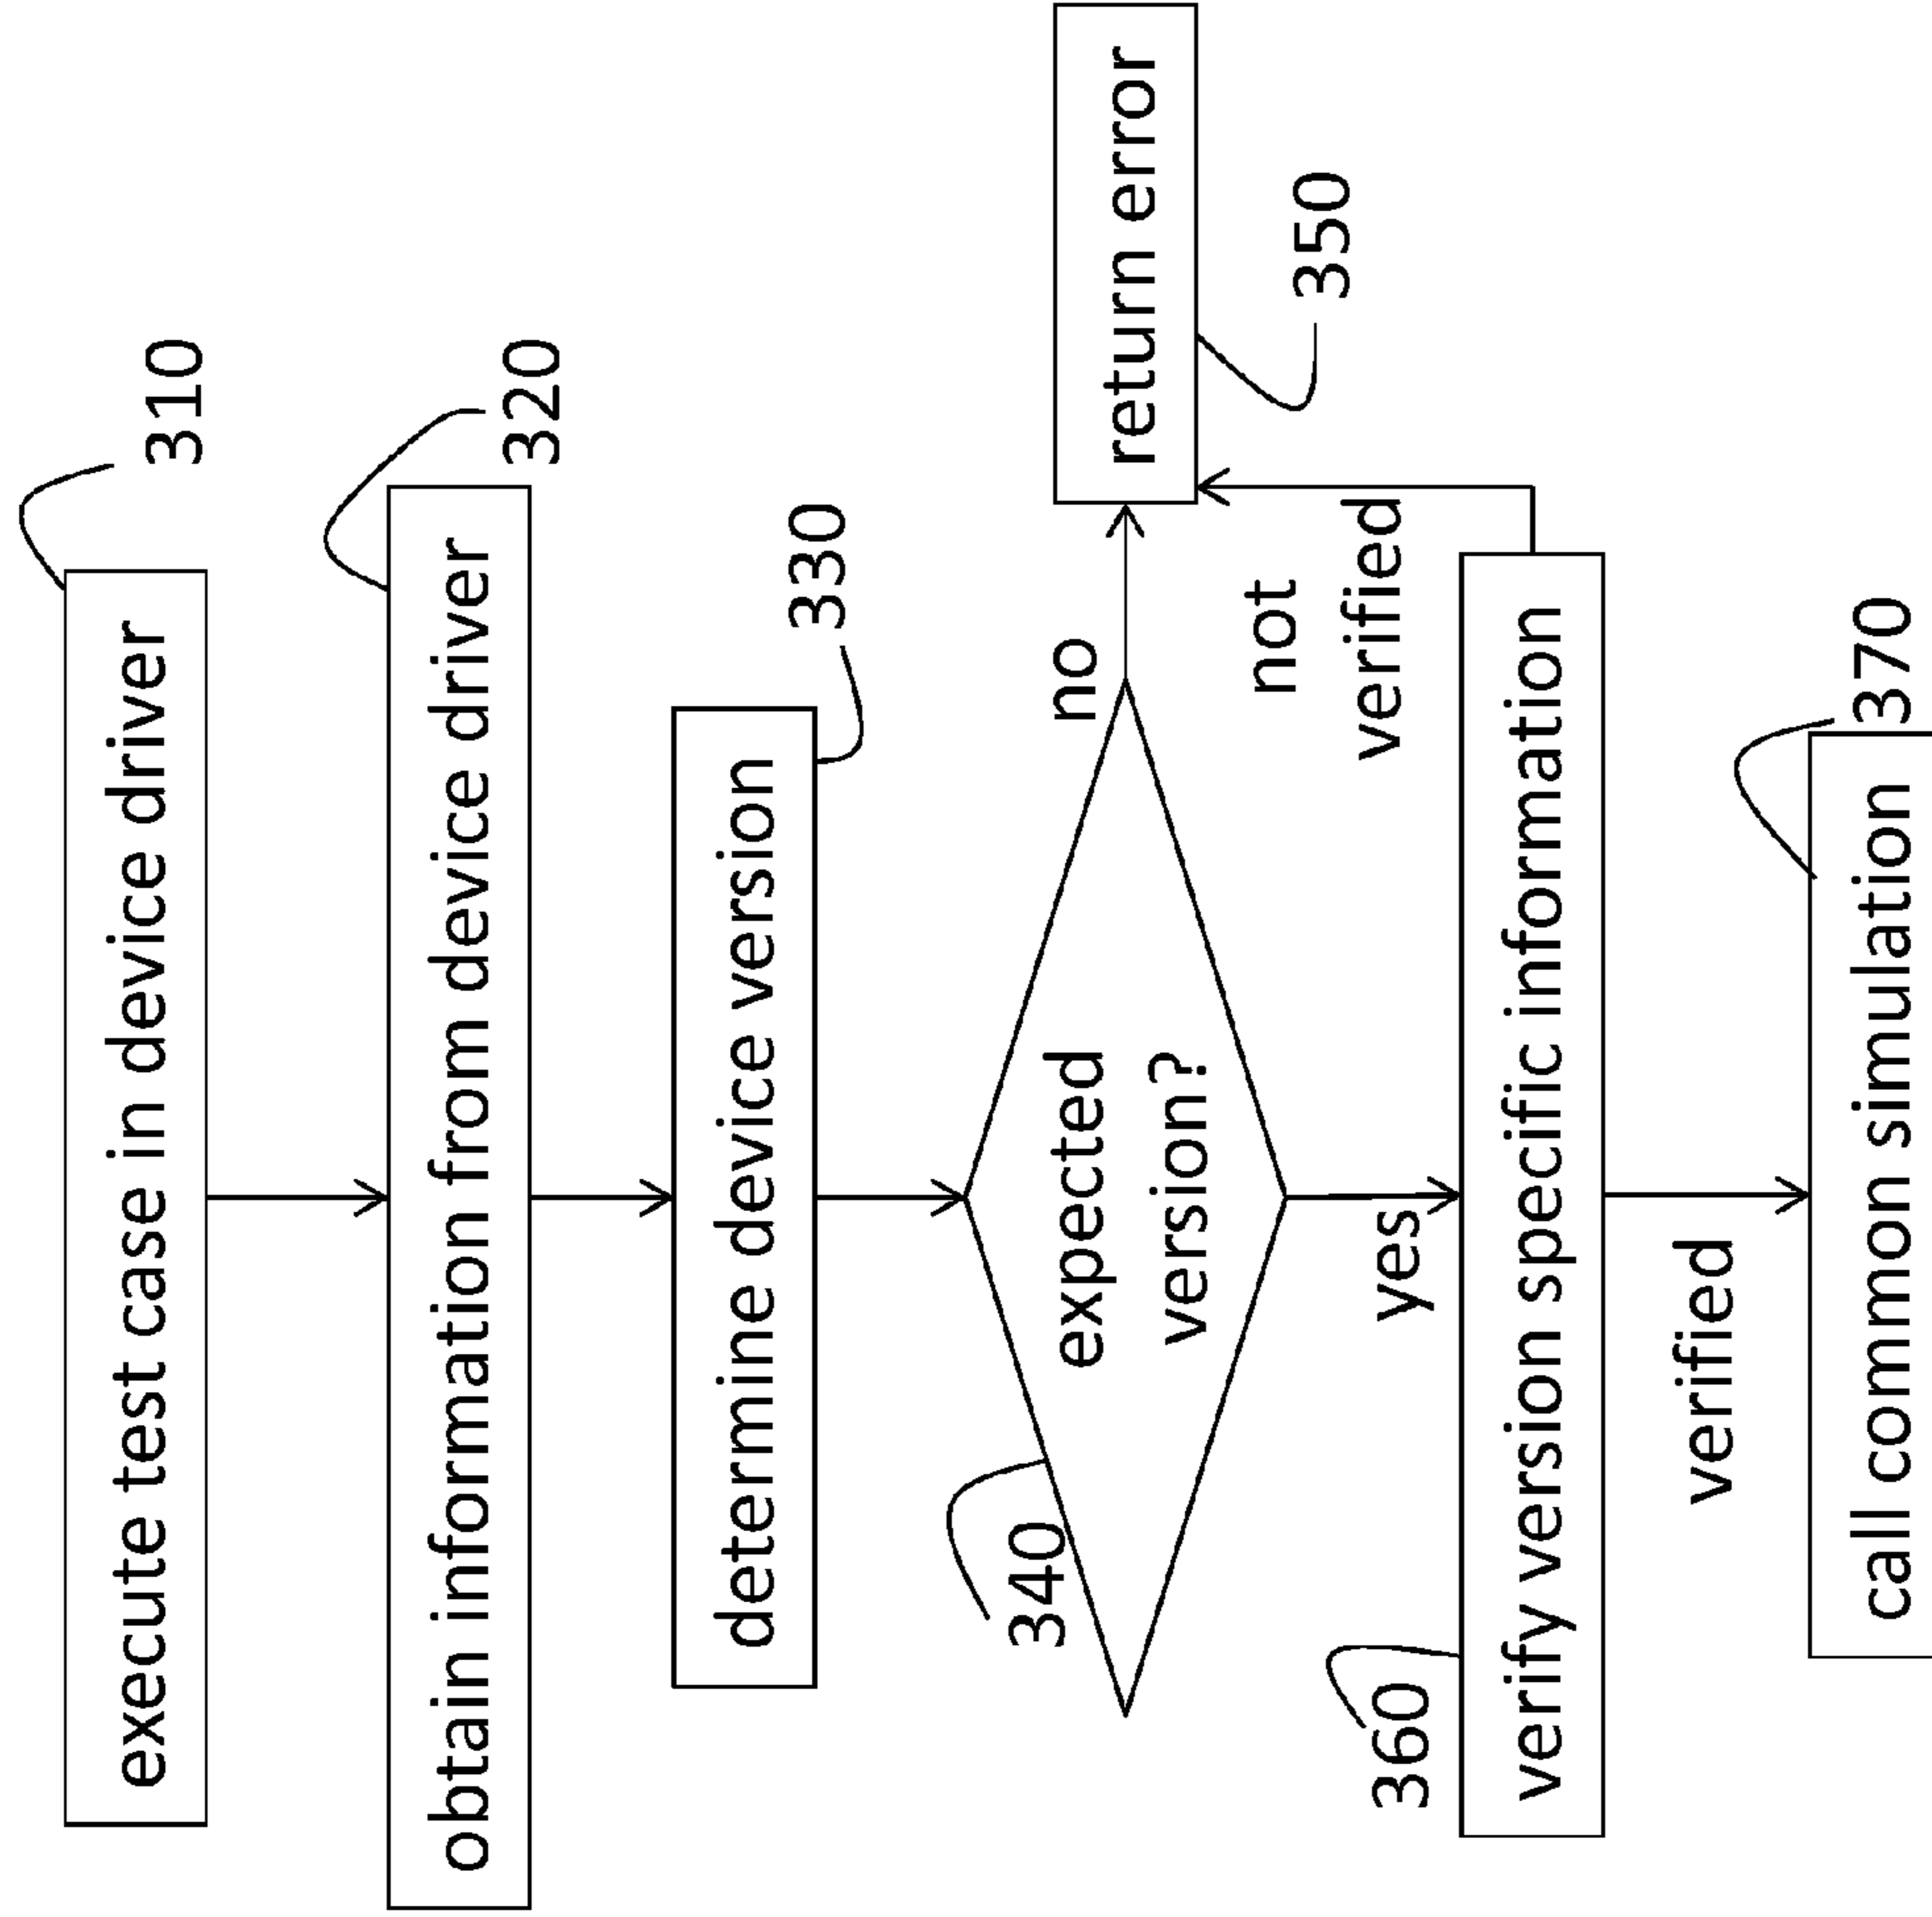 execute test case in device driver
310
obtain information from device driver
320
determine device version
330
expected
version?
340
no
return error
350
yes
not
verified
verify version specific information
360
verified
call common simulation
370